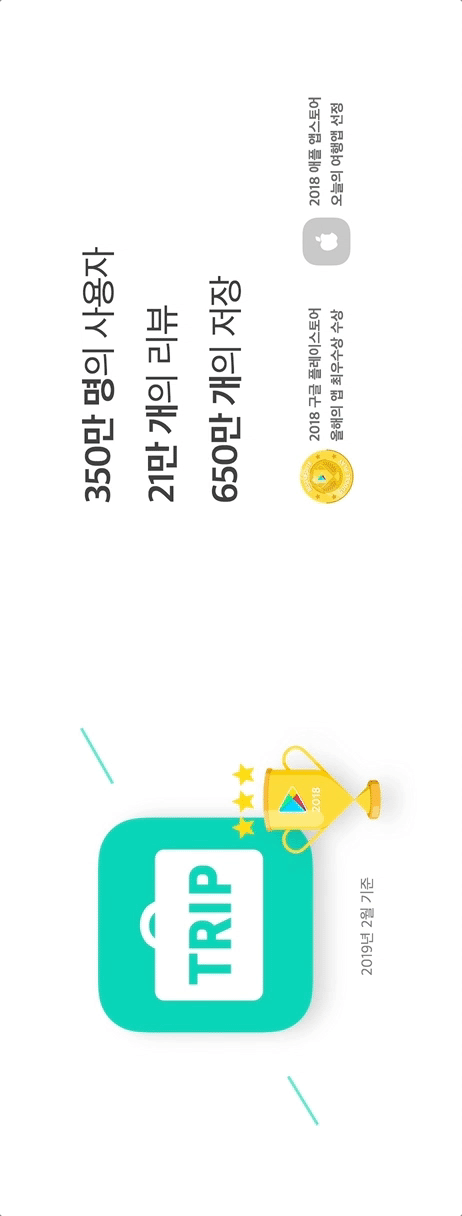 TRIP
2018
2019년 2월 기준
350만 명의 사용자
21만 개의 리뷰
650만 개의 저장
2018 구글 플레이스토어
올해의 앱 최우수상 수상
2018 애플 앱스토어
오늘의 여행앱 선정